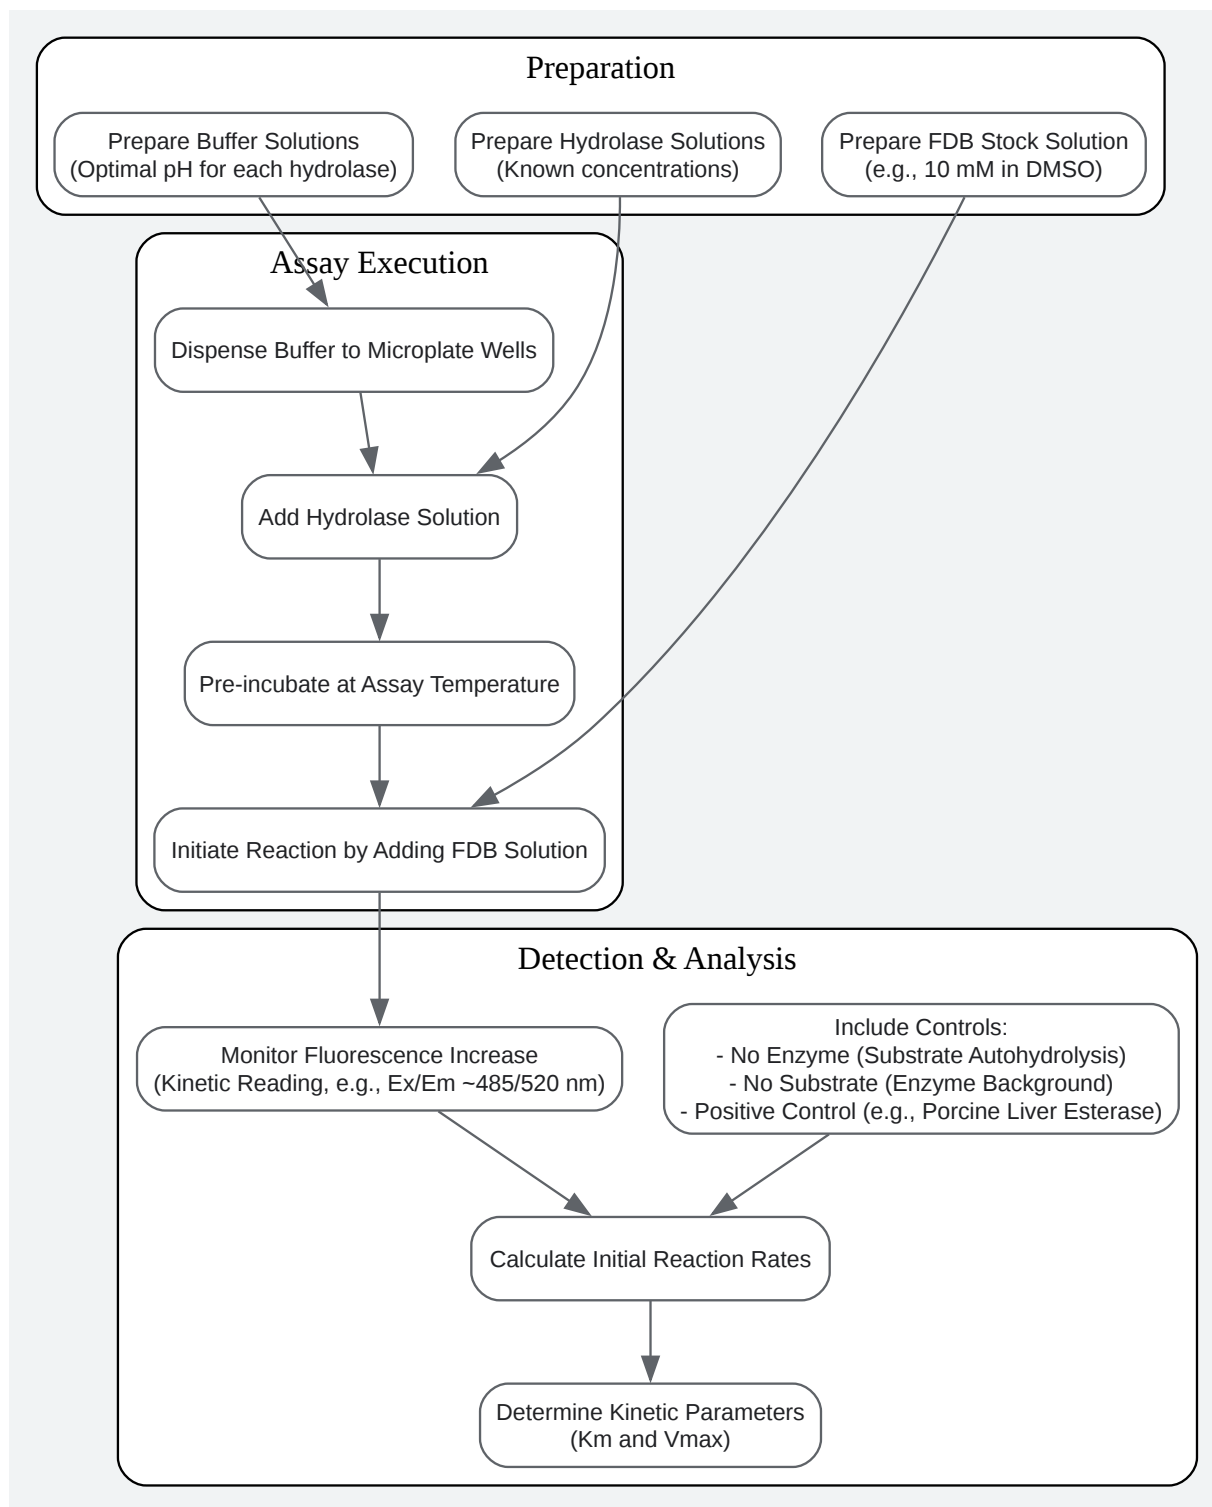 Preparation
Prepare Buffer Solutions
(Optimal pH for each hydrolase)
Prepare Hydrolase Solutions
(Known concentrations)
Prepare FDB Stock Solution
(e.g., 10 mM in DMSO)
Assay Execution
Dispense Buffer to Microplate Wells
Add Hydrolase Solution
Pre-incubate at Assay Temperature
Initiate Reaction by Adding FDB Solution
Detection & Analysis
Monitor Fluorescence Increase
(Kinetic Reading, e.g., Ex/Em ~485/520 nm)
Include Controls:
- No Enzyme (Substrate Autohydrolysis)
- No Substrate (Enzyme Background)
- Positive Control (e.g., Porcine Liver Esterase)
Calculate Initial Reaction Rates
Determine Kinetic Parameters
(Km and Vmax)